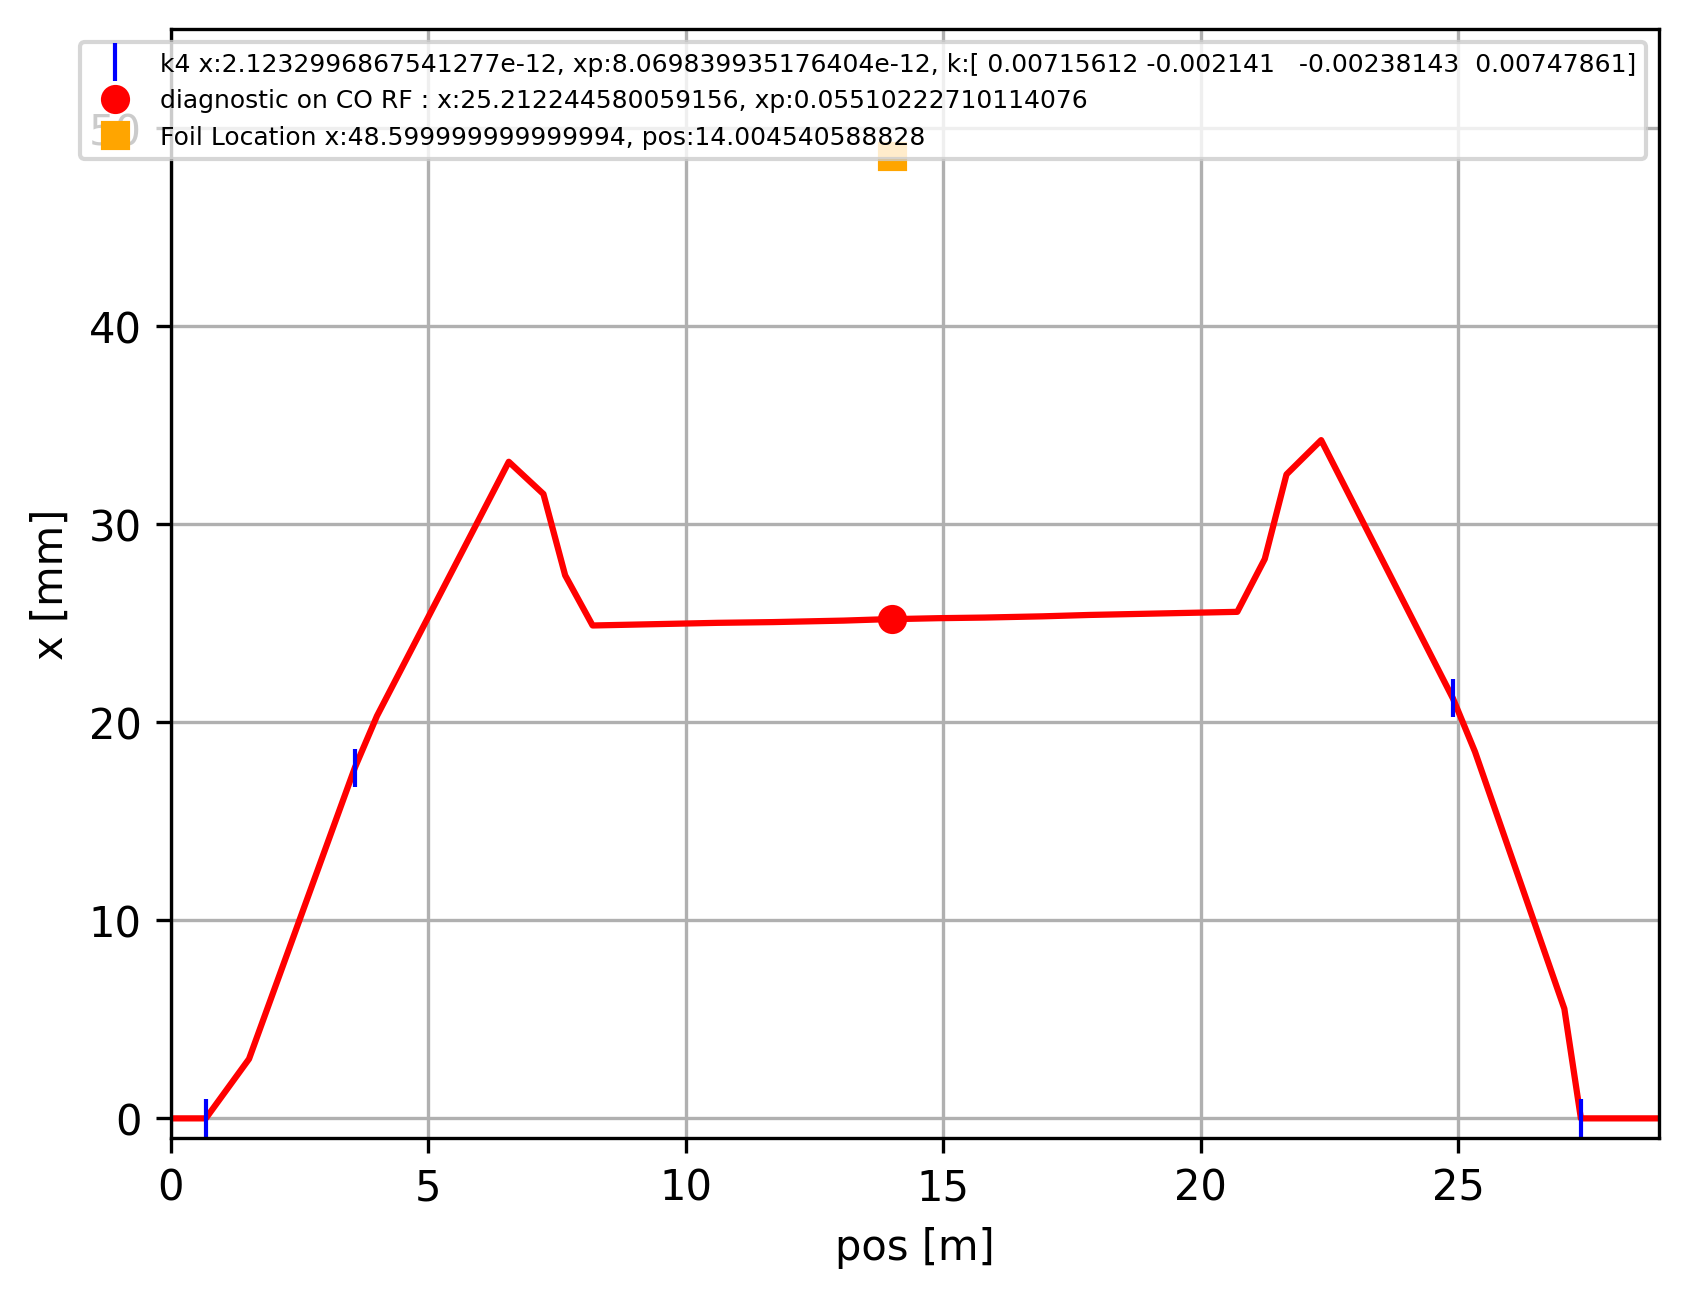 k4 x:2.1232996867541277e-12, xp:8.069839935176404e-12, k:[ 0.00715612 -0.002141 -0.00238143 0.00747861]
diagnostic on CO RF : x:25.212244580059156, xp:0.05510222710114076
Foil Location x:48.599999999999994, pos:14.004540588828
50
40
30
20
10
0
x [mm]
0 5 10 15 20 25
pos [m]